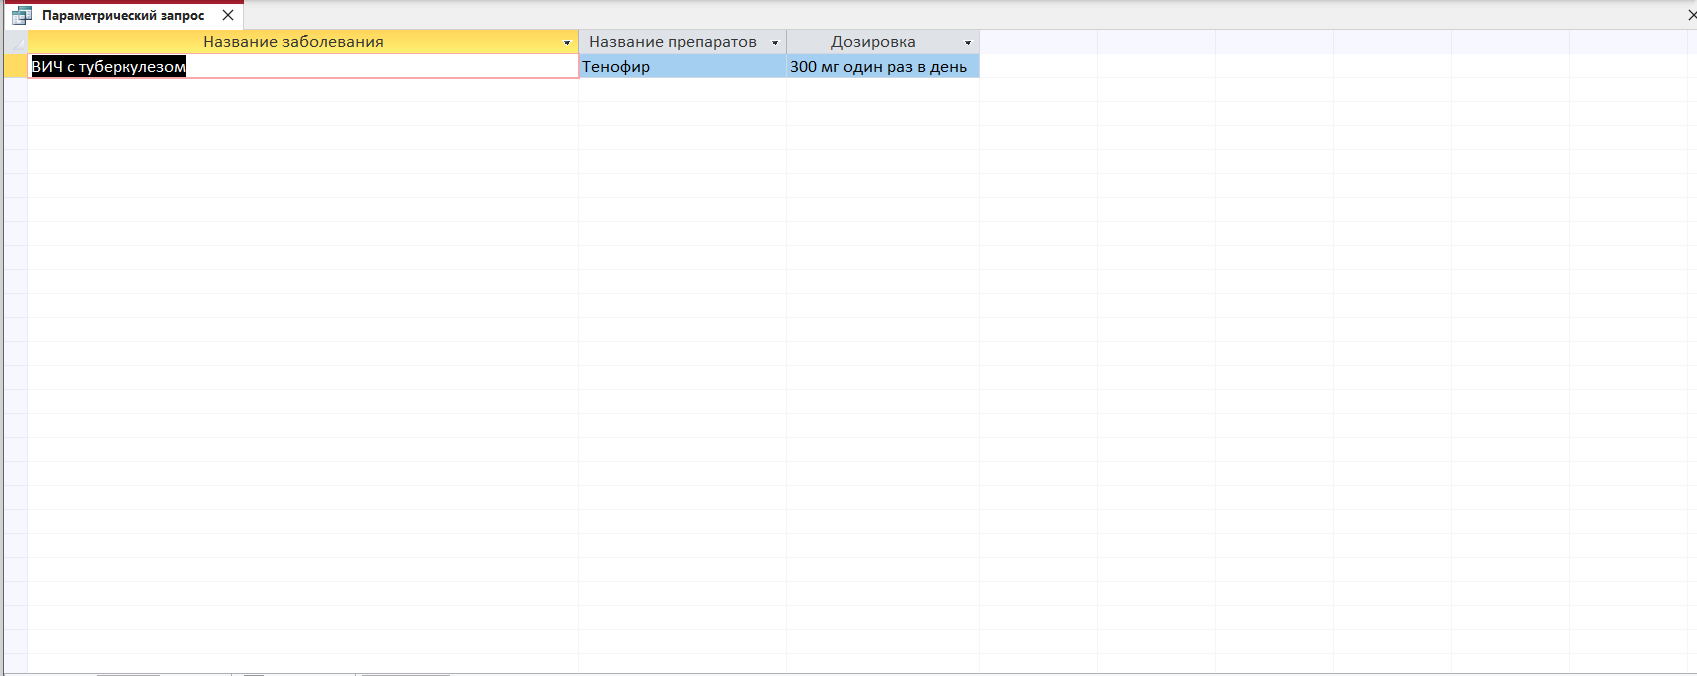 Параметрический запрос
Название заболевания Название препаратов Дозировка
ВИЧ с туберкулезом Тенофир 300 мг один раз в день